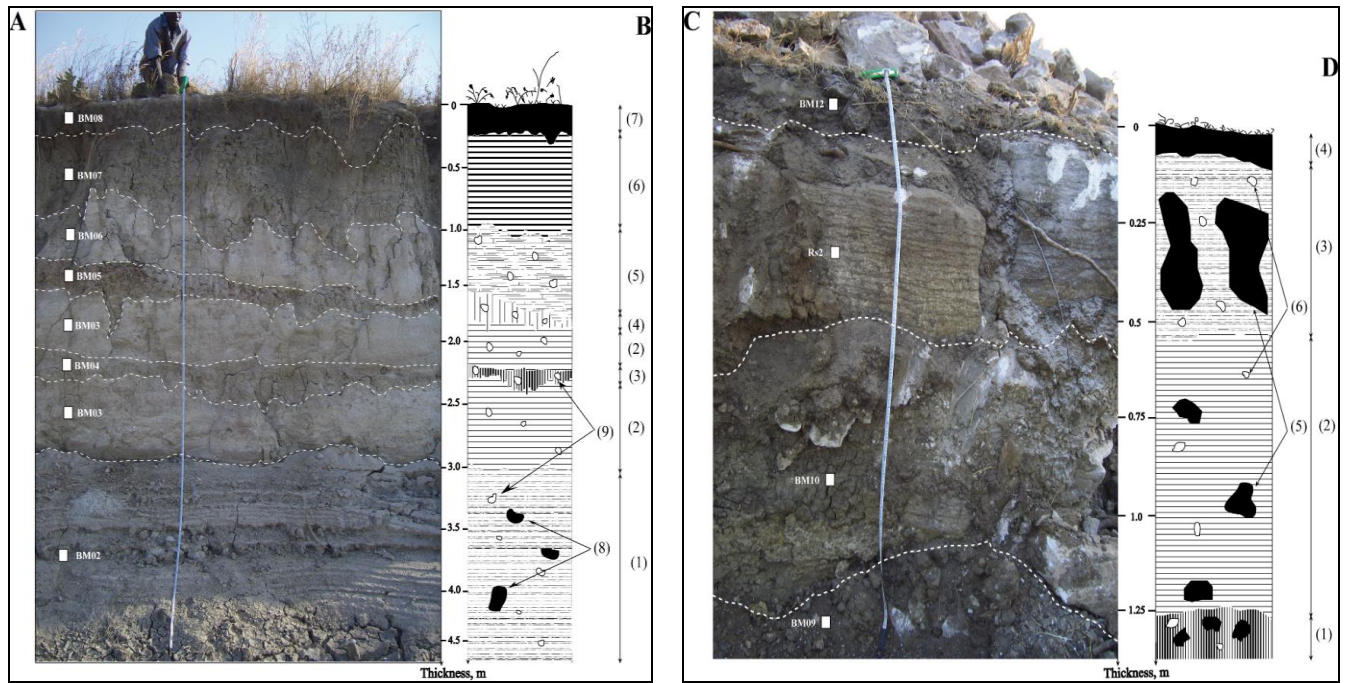 A
B
BM08
BM07
BM06
BM05
BM03
BM04
BM03
BM02
0
0.5
1.0
1.5
2.0
2.5
3.0
3.5
4.0
4.5
Thickness, m
(7)
(6)
(5)
(4)
(2)
(3)
(2)
(1)
(9)
(8)
C
D
BM12
Rs2
BM10
BM09
0
0.25
0.5
0.75
1.0
1.25
Thickness, m
(4)
(3)
(2)
(1)
(6)
(5)